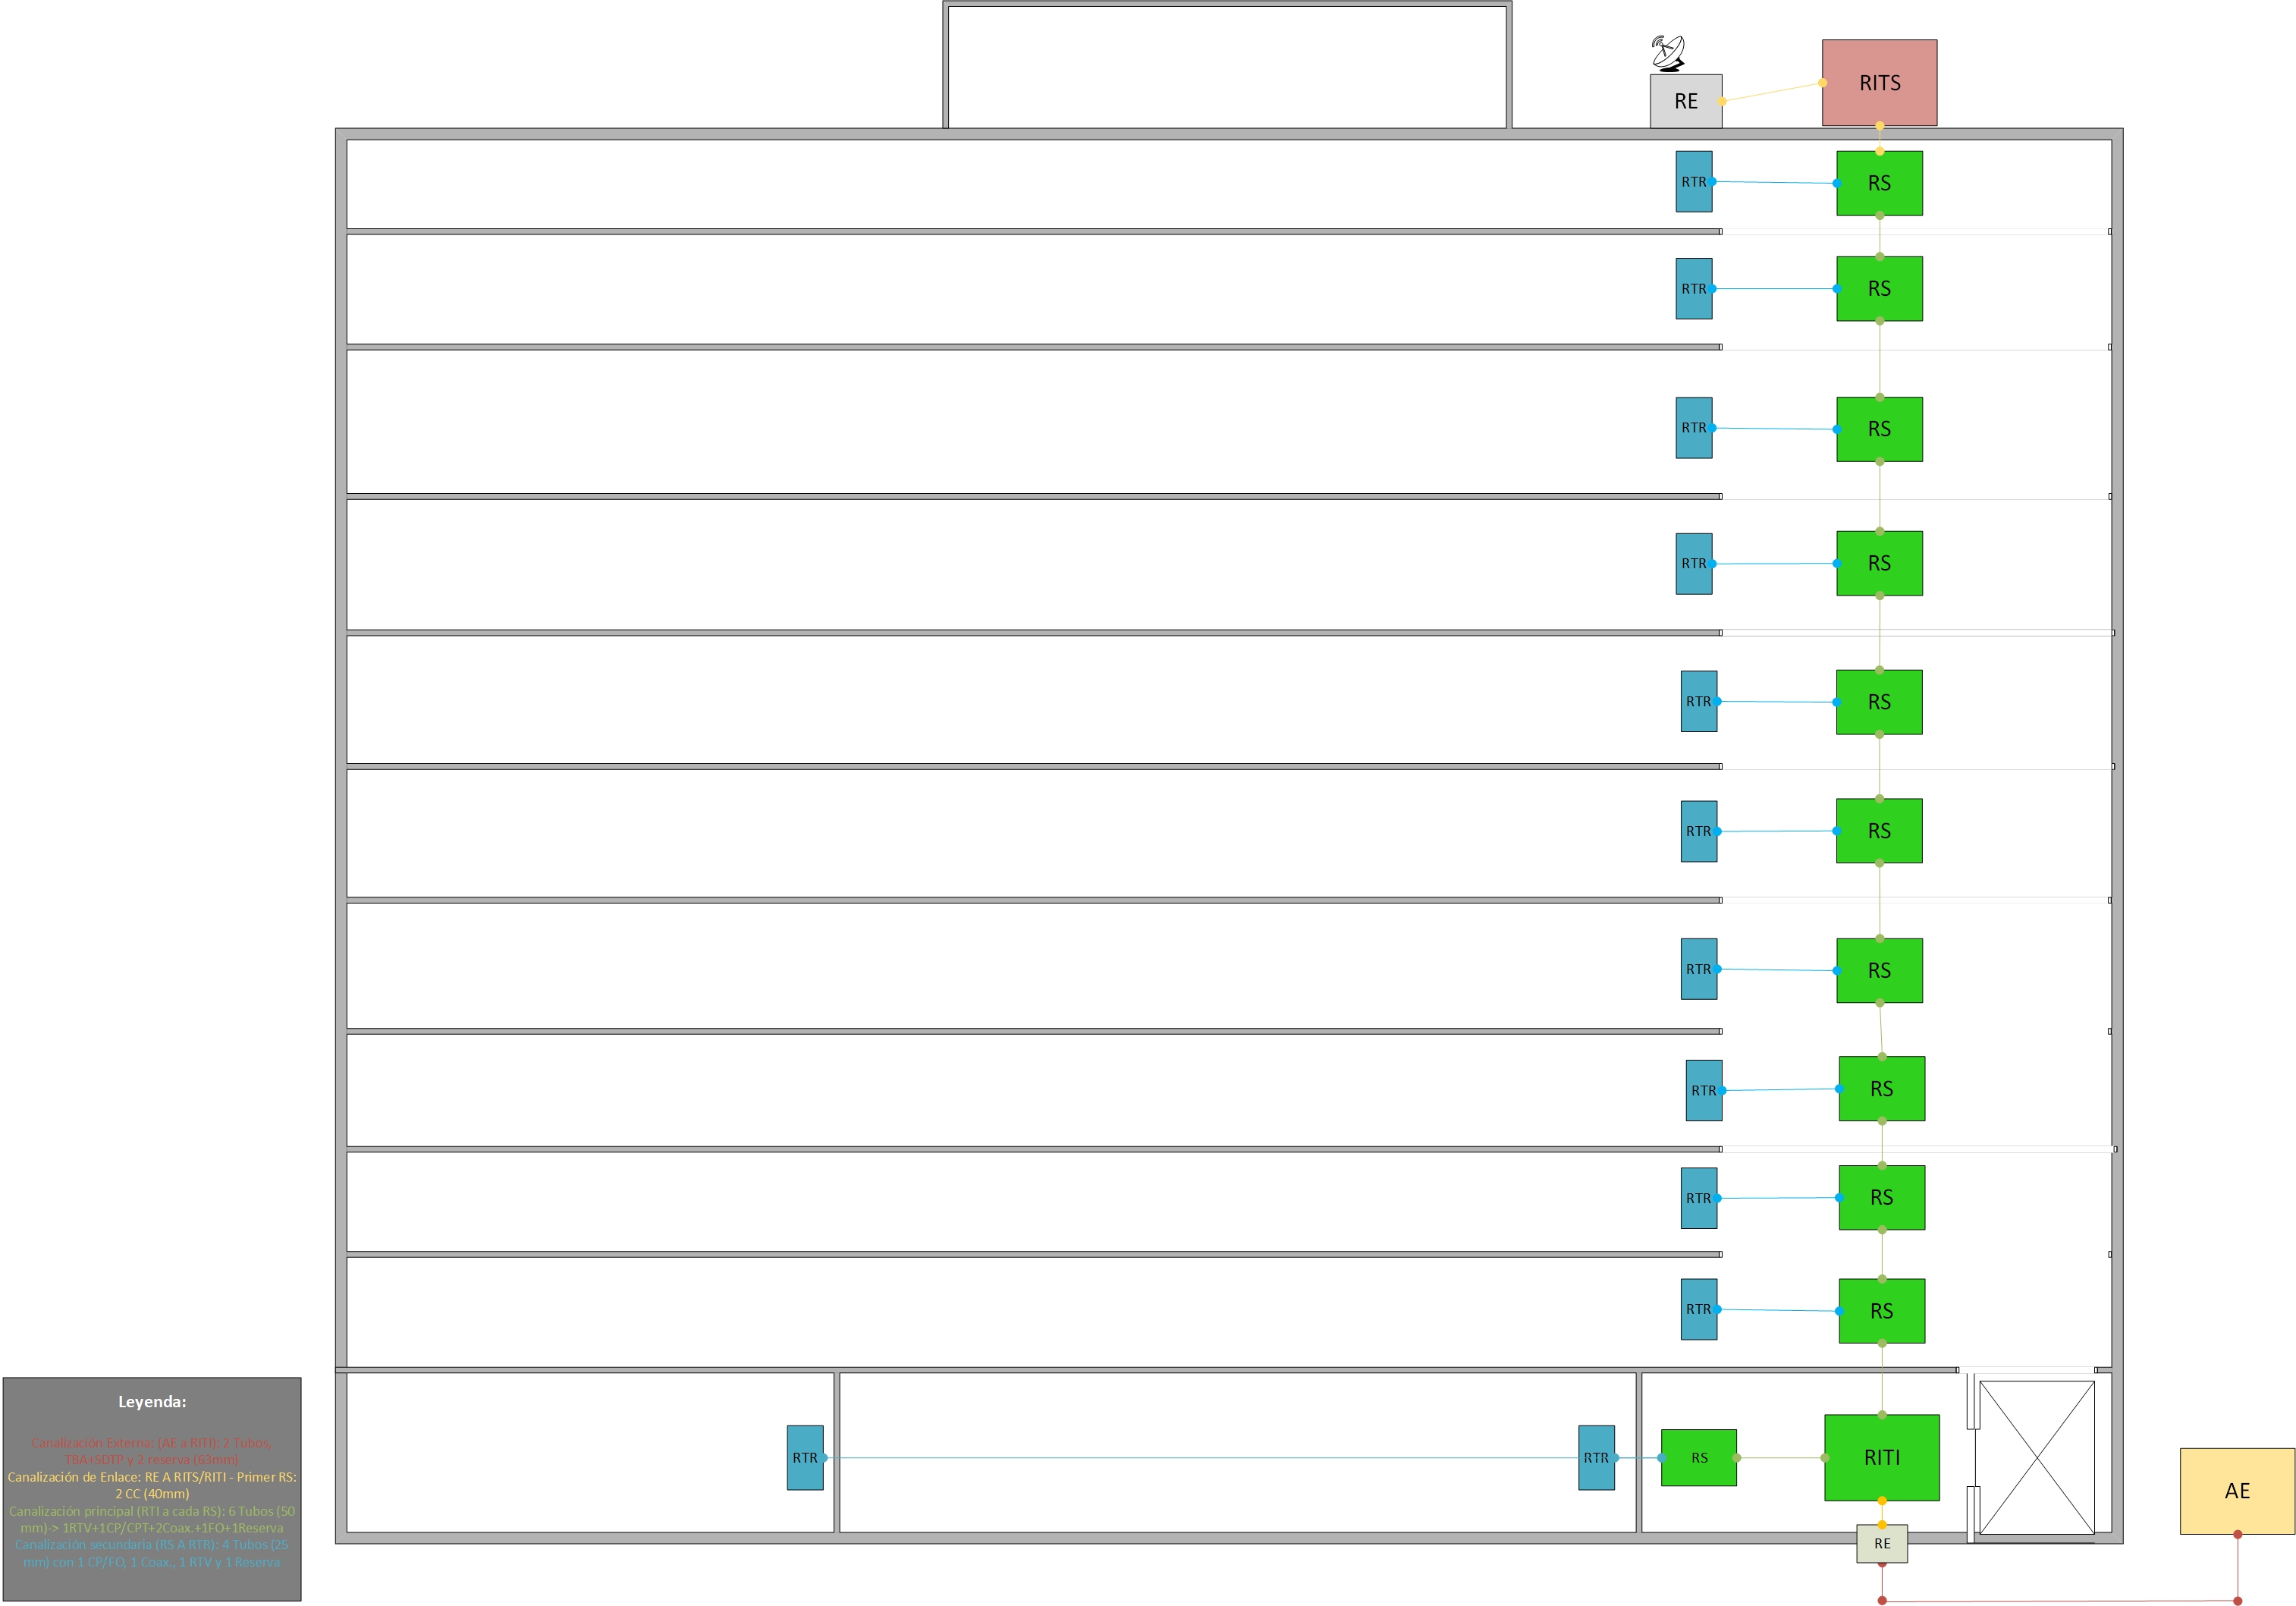 RITS
RE
RTR
RS
RTR
RS
RTR
RS
RTR
RS
RTR
RS
RTR
RS
RTR
RS
RTR
RS
RTR
RS
RTR
RS
RTR
RTR
RS
RITI
RE
AE
Leyenda:
Canalización Externa: (AE a RITI): 2 Tubos,
TBA+SDTP y 2 reserva (63mm)
Canalización de Enlace: RE A RITS/RITI - Primer RS:
2 CC (40mm)
Canalización principal (RTI a cada RS): 6 Tubos (50
mm)-> 1RTV+1CP/CPT+2Coax.+1FO+1Reserva
Canalización secundaria (RS A RTR): 4 Tubos (25
mm) con 1 CP/FO, 1 Coax., 1 RTV y 1 Reserva